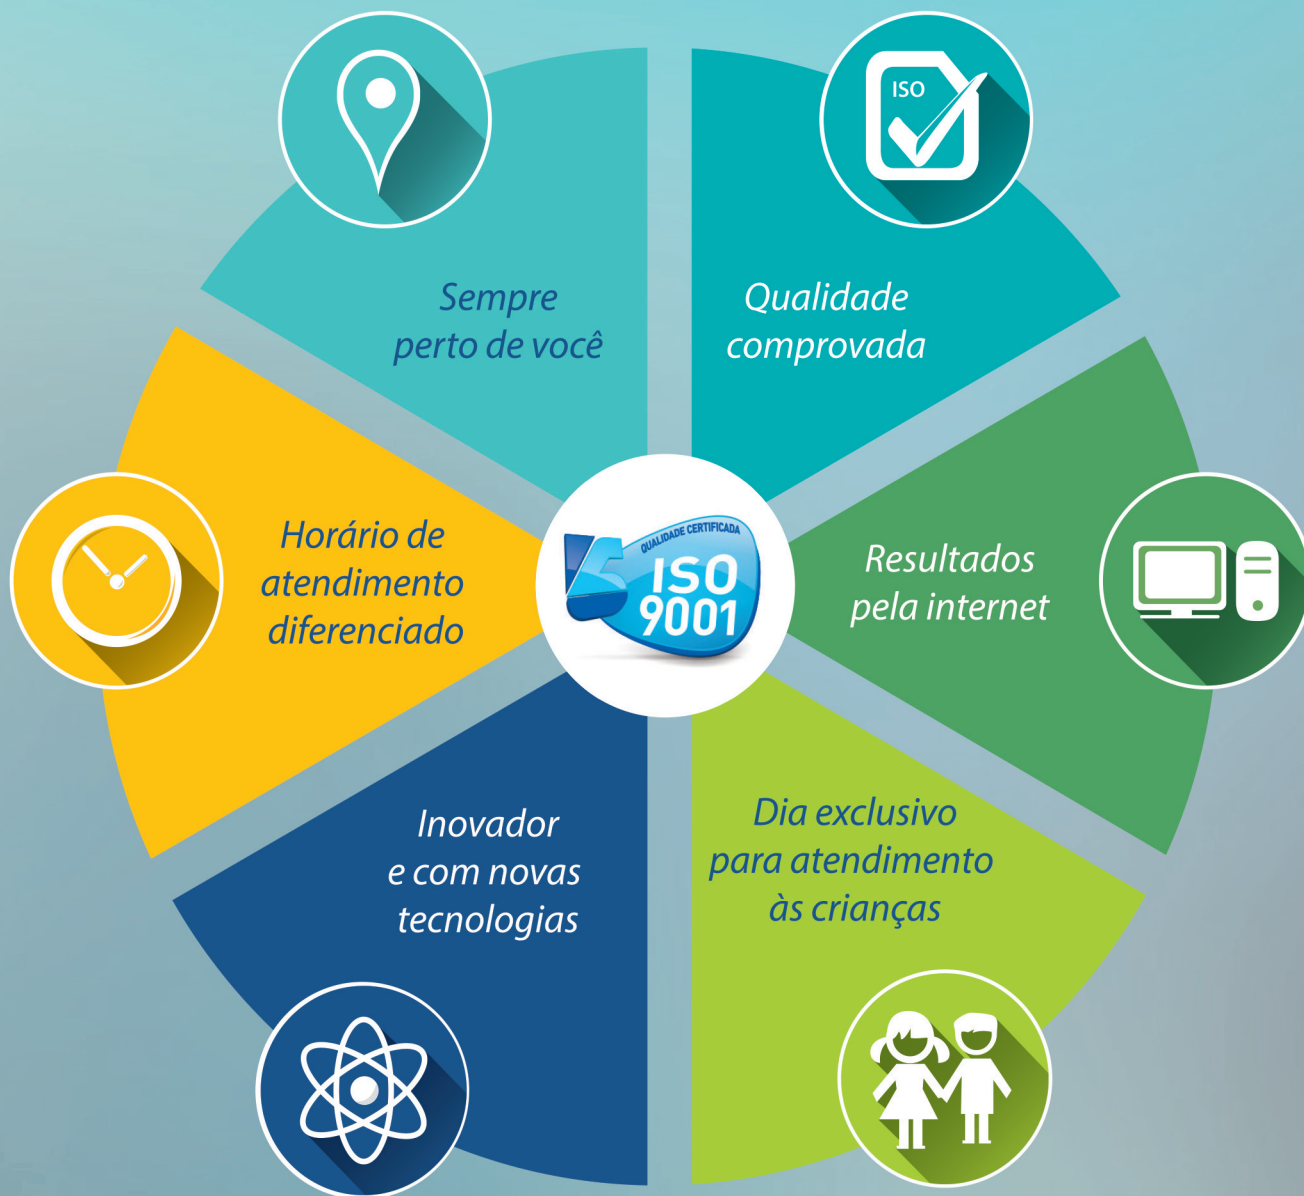 Sempre
perto de você
ISO
Qualidade
comprovada
Resultados
pela internet
Dia exclusivo
para atendimento
às crianças
Inovador
e com novas
tecnologias
Horário de
atendimento
diferenciado
QUALIDADE CERTIFICADA
ISO
9001